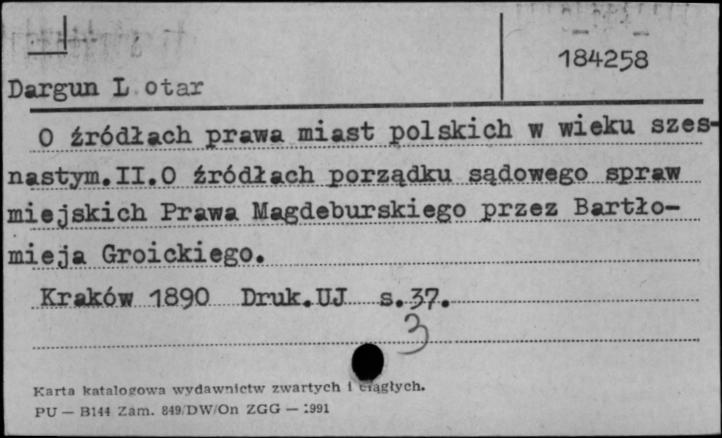 184258
Dargun Lotar
O źródłach prawa miast polskich w wieku szes-
nastym.II.O źródłach porządku sądowego spraw
miejskich Prawa Magdeburskiego przez Bartło-
mieja Groickiego.
Kraków 1890 Druk.UJ s.37.
3
Karta katalogowa wydawnictw zwartych i ciągłych.
PU — B144 Zam. 849/DW/On ZGG — 1991